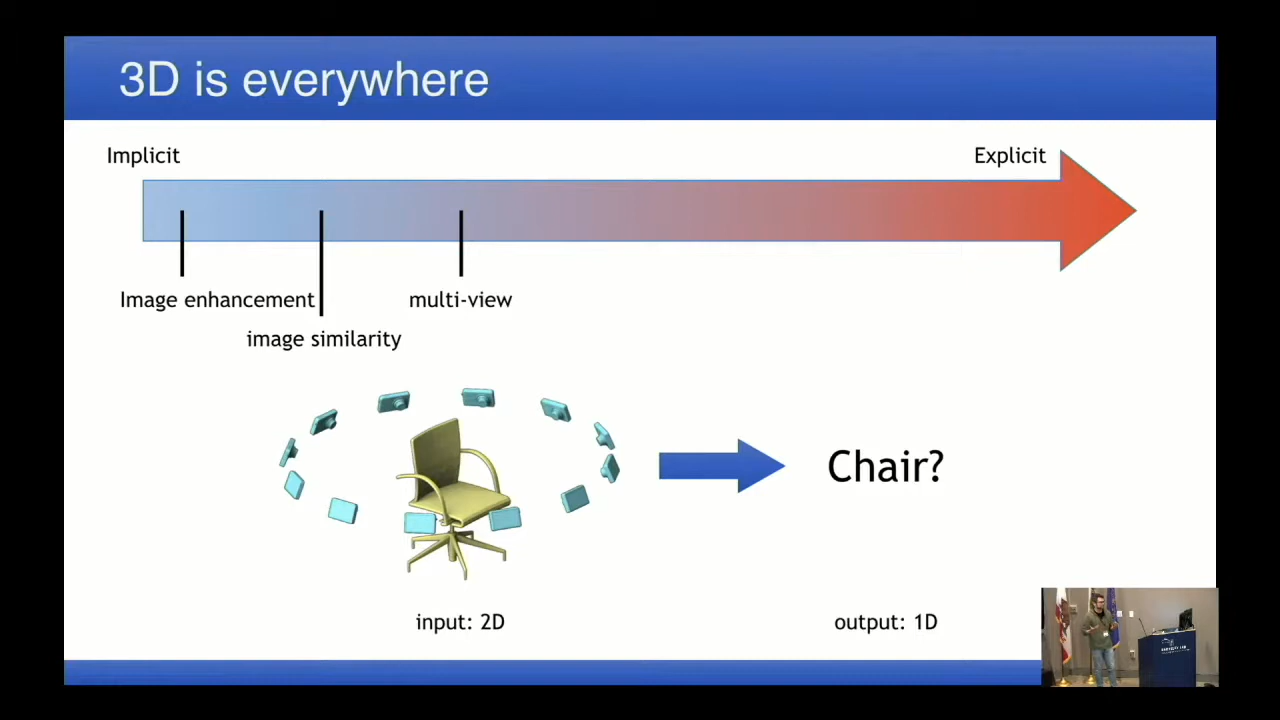 3D is everywhere
Implicit
Explicit
Image enhancement
multi-view
image similarity
Chair?
input: 2D
output: 1D